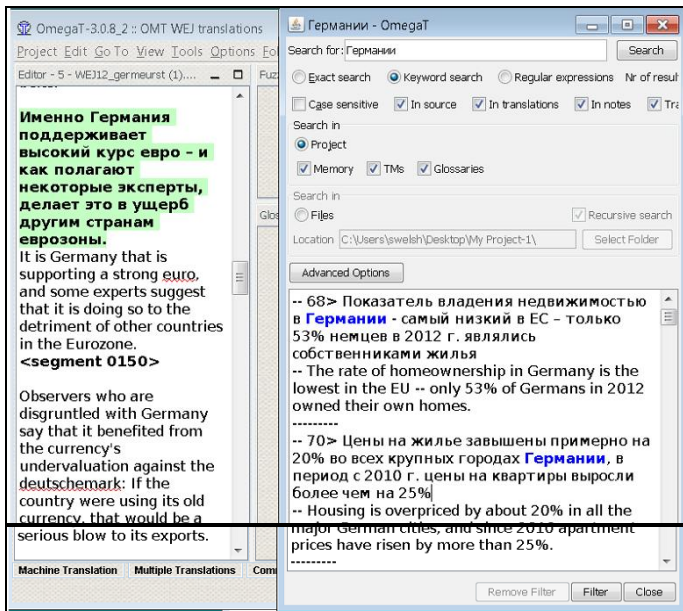 OmegaT-3.0.8_2 :: OMT WEJ translations
Project Edit Go To View Tools Options
Editor - 5 - WEJ12_germeurst (1)....
Именно Германия
поддерживает
высокий курс евро – и
как полагают
некоторые эксперты,
делает это в ущерб
другим странам
еврозоны.
It is Germany that is
supporting a strong euro,
and some experts suggest
that it is doing so to the
detriment of other countries
in the Eurozone.
<segment 0150>
Observers who are
disgruntled with Germany
say that it benefited from
the currency's
undervaluation against the
deutschemark: If the
country were using its old
currency, that would be a
serious blow to its exports.
Machine Translation Multiple Translations
Германии - OmegaT
Search for: Германии Search
Exact search Keyword search Regular expressions Nr of resul
Case sensitive In source In translations In notes Tra
Search in
Project
Memory TMs Glossaries
Search in
Files Recursive search
Location C:\Users\swelsh\Desktop\My Project-1\ Select Folder
Advanced Options
-- 68> Показатель владения недвижимостью
в Германии - самый низкий в ЕС – только
53% немцев в 2012 г. являлись
собственниками жилья
-- The rate of homeownership in Germany is the
lowest in the EU -- only 53% of Germans in 2012
owned their own homes.
---------
-- 70> Цены на жилье завышены примерно на
20% во всех крупных городах Германии, в
период с 2010 г. цены на квартиры выросли
более чем на 25%
-- Housing is overpriced by about 20% in all the
major German cities, and since 2010 apartment
prices have risen by more than 25%.
---------
Remove Filter Filter Close